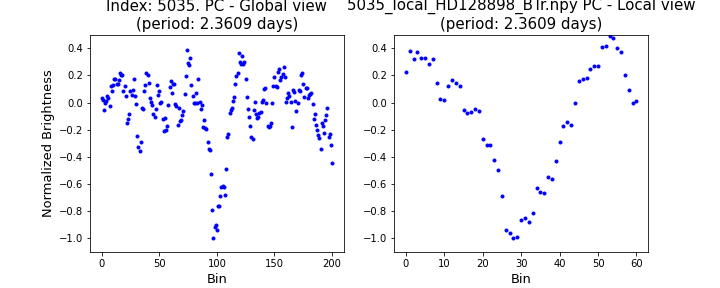 Index: 5035. PC - Global view
(period: 2.3609 days)
5035_local_HD128898_BTr.npy PC - Local view
(period: 2.3609 days)
Normalized Brightness
0.4
0.2
0.0
−0.2
−0.4
−0.6
−0.8
−1.0
0 50 100 150 200
Bin
0.4
0.2
0.0
−0.2
−0.4
−0.6
−0.8
−1.0
0 10 20 30 40 50 60
Bin